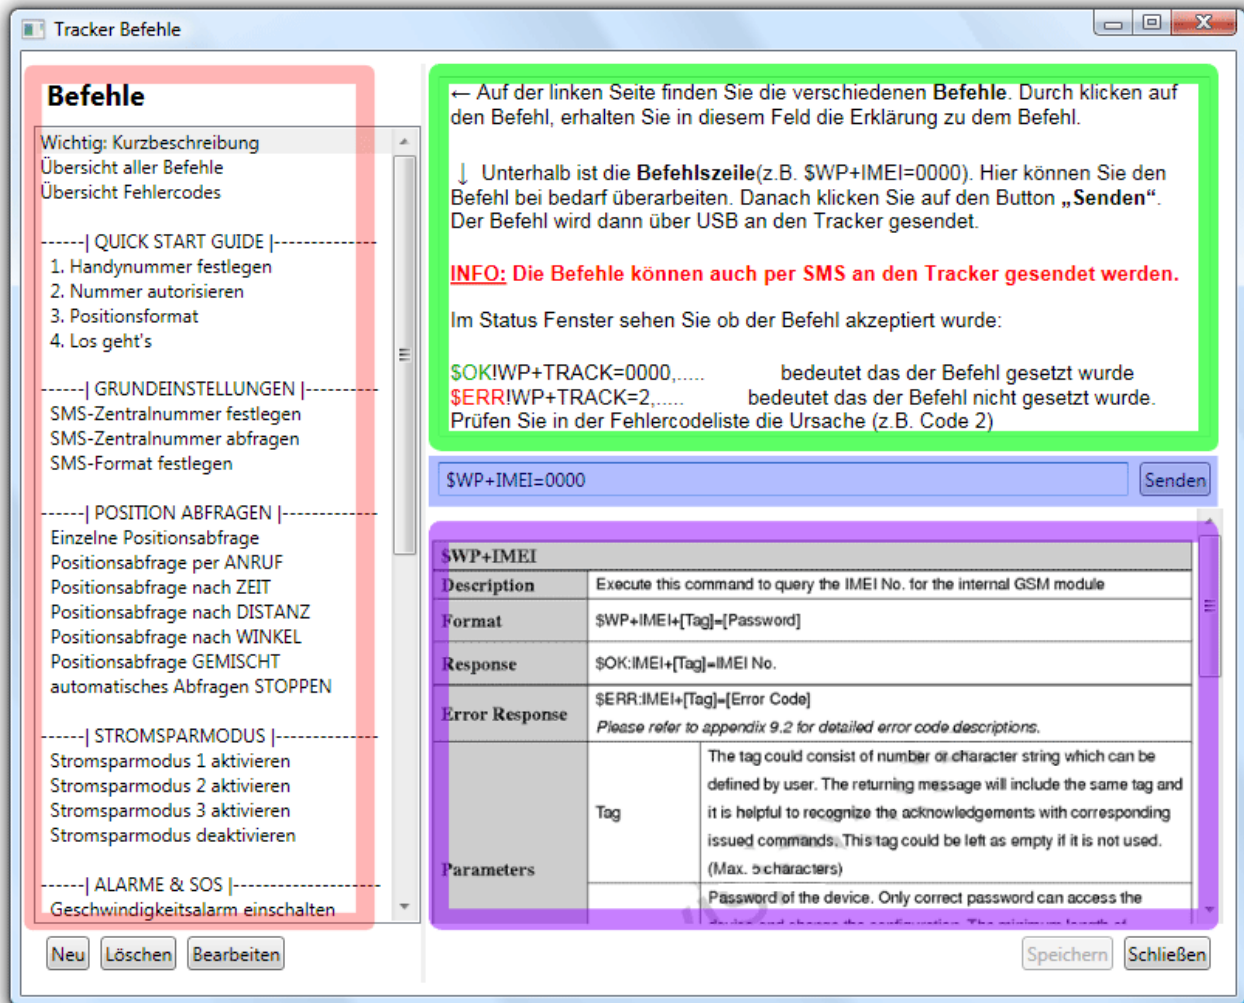 Tracker Befehle
Befehle
Wichtig: Kurzbeschreibung
Übersicht aller Befehle
Übersicht Fehlercodes
------| QUICK START GUIDE |--------------
1. Handynummer festlegen
2. Nummer autorisieren
3. Positionsformat
4. Los geht's
------| GRUNDEINSTELLUNGEN |----------
SMS-Zentralnummer festlegen
SMS-Zentralnummer abfragen
SMS-Format festlegen
------| POSITION ABFRAGEN |-------------
Einzelne Positionsabfrage
Positionsabfrage per ANRUF
Positionsabfrage nach ZEIT
Positionsabfrage nach DISTANZ
Positionsabfrage nach WINKEL
Positionsabfrage GEMISCHT
automatisches Abfragen STOPPEN
------| STROMSPARMODUS |--------------
Stromsparmodus 1 aktivieren
Stromsparmodus 2 aktivieren
Stromsparmodus 3 aktivieren
Stromsparmodus deaktivieren
------| ALARME & SOS |--------------------
Geschwindigkeitsalarm einschalten
Neu Löschen Bearbeiten
← Auf der linken Seite finden Sie die verschiedenen Befehle. Durch klicken auf
den Befehl, erhalten Sie in diesem Feld die Erklärung zu dem Befehl.
↓ Unterhalb ist die Befehlszeile(z.B. $WP+IMEI=0000). Hier können Sie den
Befehl bei bedarf überarbeiten. Danach klicken Sie auf den Button „Senden“.
Der Befehl wird dann über USB an den Tracker gesendet.
INFO: Die Befehle können auch per SMS an den Tracker gesendet werden.
Im Status Fenster sehen Sie ob der Befehl akzeptiert wurde:
$OK!WP+TRACK=0000,..... bedeutet das der Befehl gesetzt wurde
$ERR!WP+TRACK=2,..... bedeutet das der Befehl nicht gesetzt wurde.
Prüfen Sie in der Fehlercodeliste die Ursache (z.B. Code 2)
$WP+IMEI=0000 Senden
$WP+IMEI
Description Execute this command to query the IMEI No. for the internal GSM module
Format $WP+IMEI+[Tag]=[Password]
Response $OK:IMEI+[Tag]=IMEI No.
Error Response $ERR:IMEI+[Tag]=[Error Code]
Please refer to appendix 9.2 for detailed error code descriptions.
Parameters
Tag
The tag could consist of number or character string which can be
defined by user. The returning message will include the same tag and
it is helpful to recognize the acknowledgements with corresponding
issued commands. This tag could be left as empty if it is not used.
(Max. 5 characters)
Password of the device. Only correct password can access the
device and change the configuration. The minimum length of
Speichern Schließen